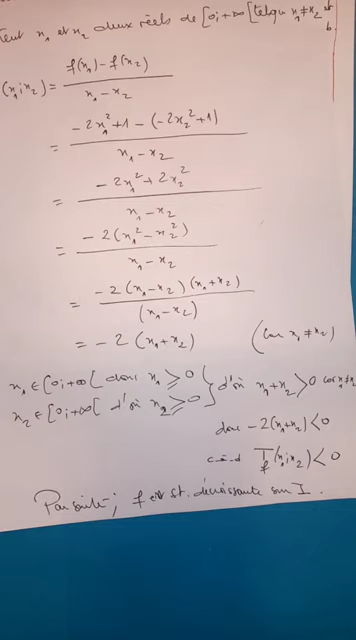 x₁ et x₂ deux réels de [0;+∞[ tel que x₁≠x₂ et
(x₁;x₂) = (f(x₁) - f(x₂)) / (x₁ - x₂)
= (-2x₁² + 1 - (-2x₂² + 1)) / (x₁ - x₂)
= (-2x₁² + 2x₂²) / (x₁ - x₂)
= (-2(x₁² - x₂²)) / (x₁ - x₂)
= (-2(x₁ - x₂)(x₁ + x₂)) / (x₁ - x₂)
= -2(x₁ + x₂) (car x₁ ≠ x₂)
x₁ ∈ [0;+∞[ donc x₁ ⩾ 0 } d'où x₁ + x₂ > 0 car x₁≠x₂
x₂ ∈ [0;+∞[ d'où x₂ ⩾ 0
donc -2(x₁+x₂) < 0
c-à-d T_f(x₁;x₂) < 0
Par suite ; f est st. décroissante sur I.